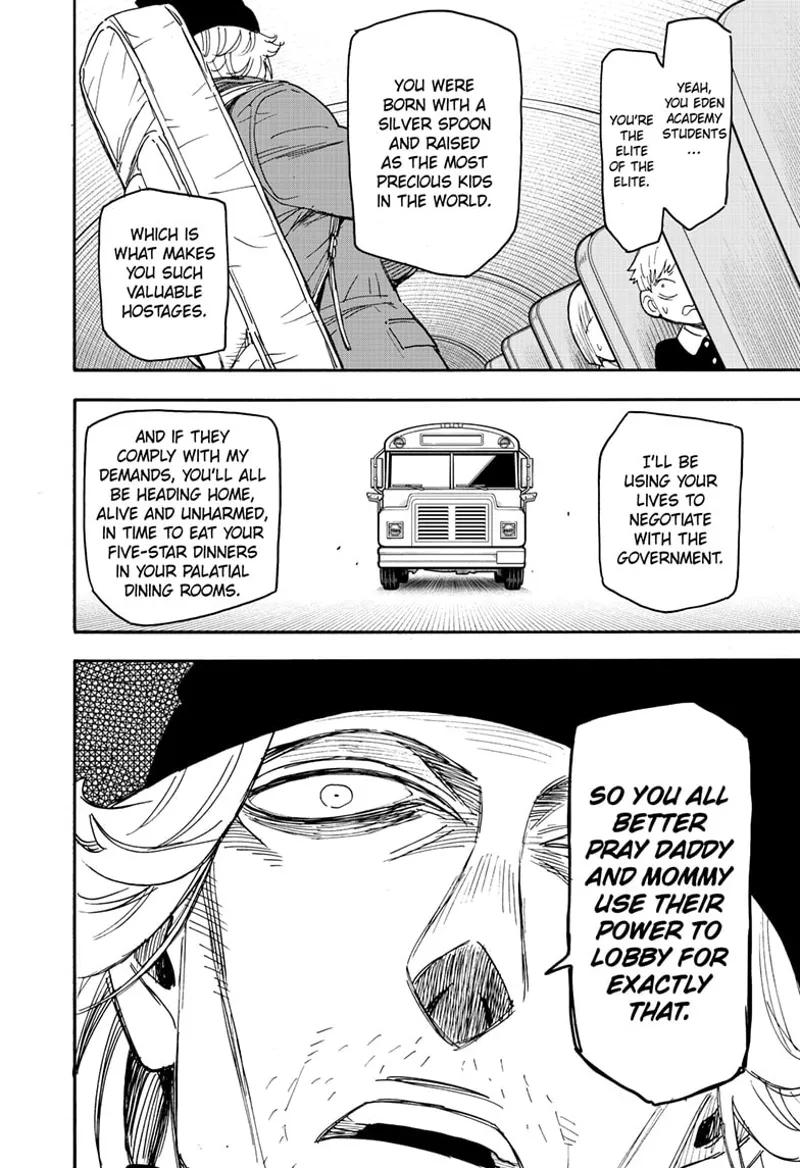 YEAH,
YOU EDEN
ACADEMY
STUDENTS
...
YOU'RE
THE
ELITE
OF THE
ELITE.
YOU WERE
BORN WITH A
SILVER SPOON
AND RAISED
AS THE MOST
PRECIOUS KIDS
IN THE WORLD.
WHICH IS
WHAT MAKES
YOU SUCH
VALUABLE
HOSTAGES.
I'LL BE
USING YOUR
LIVES TO
NEGOTIATE
WITH THE
GOVERNMENT.
AND IF THEY
COMPLY WITH MY
DEMANDS, YOU'LL ALL
BE HEADING HOME,
ALIVE AND UNHARMED,
IN TIME TO EAT YOUR
FIVE-STAR DINNERS
IN YOUR PALATIAL
DINING ROOMS.
SO YOU ALL
BETTER
PRAY DADDY
AND MOMMY
USE THEIR
POWER TO
LOBBY FOR
EXACTLY
THAT.